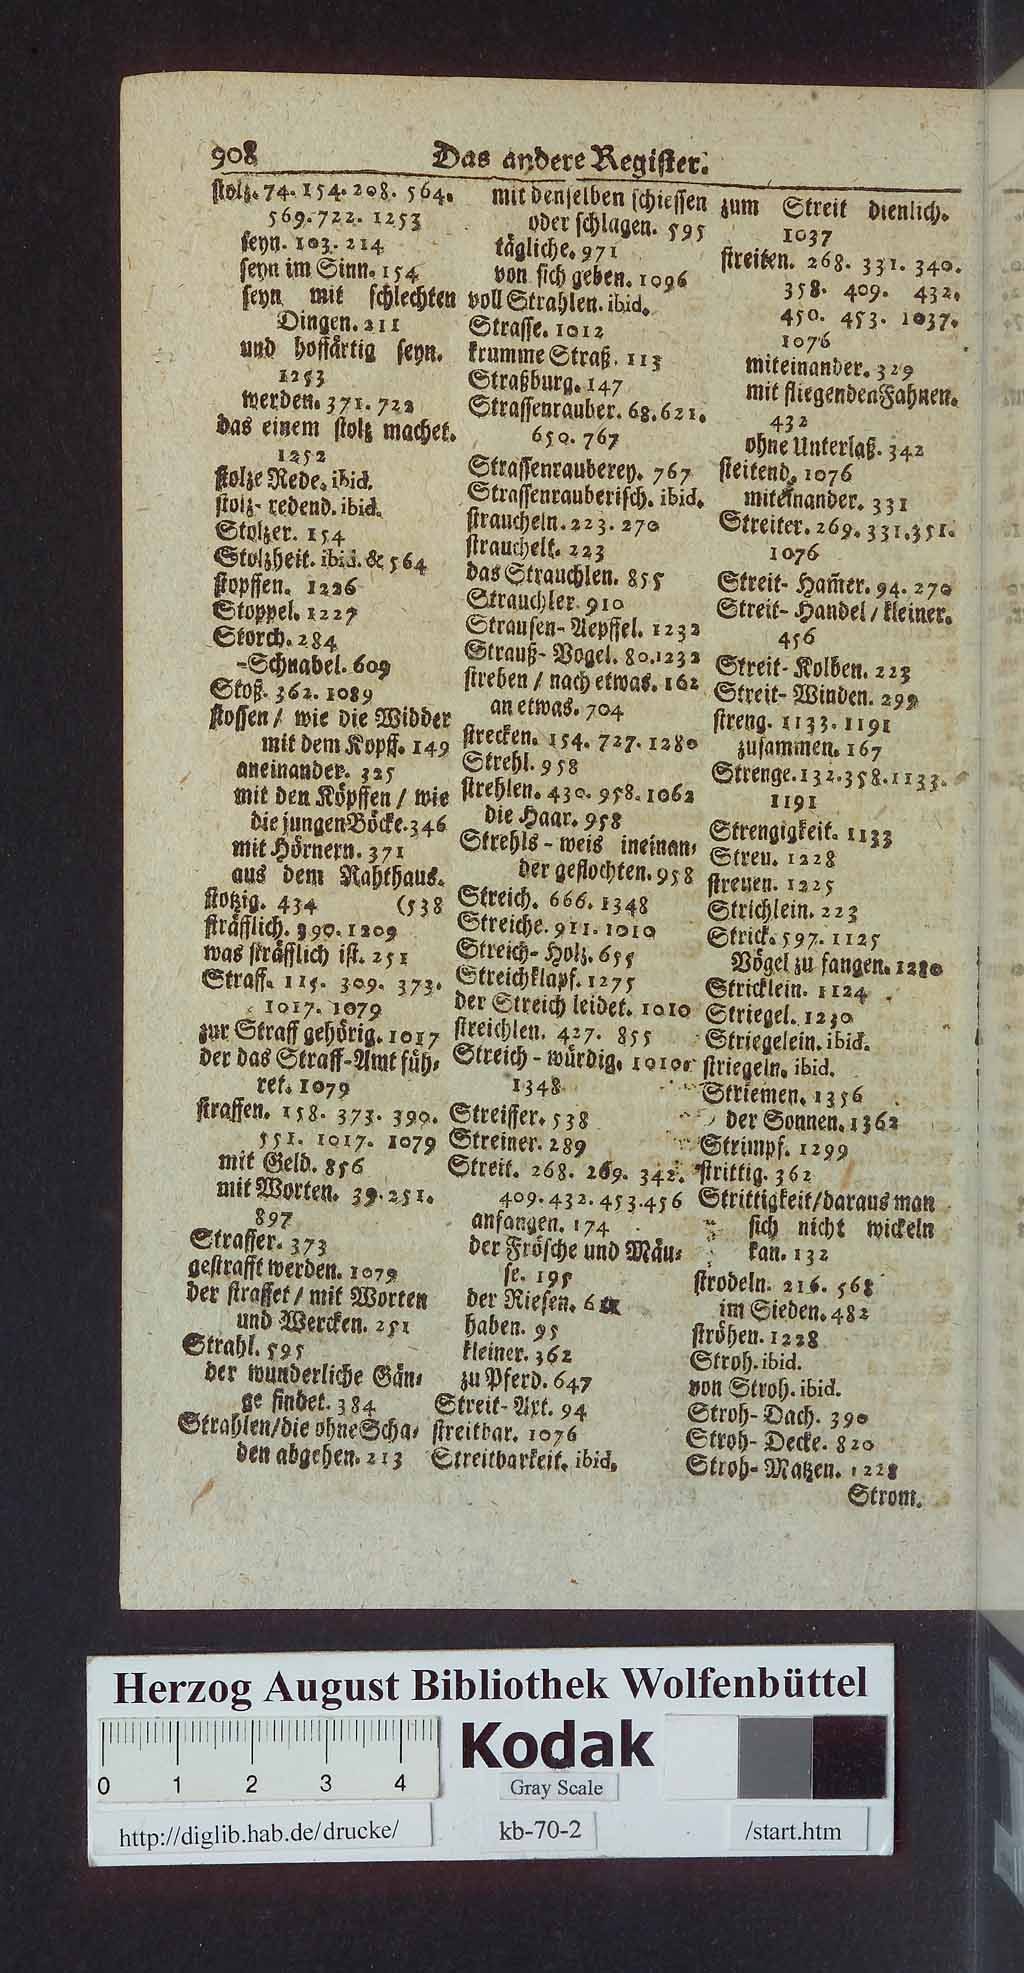 908 Das andere Register.
stolz. 74. 154. 208. 564.
569. 722. 1253
seyn. 103. 214
seyn im Sinn. 154
seyn mit schlechten
Dingen. 211
und hoffärtig seyn.
1253
werden. 371. 722
das einem stolz machet.
1252
stolze Rede. ibid.
stolz-redend. ibid.
Stolzer. 154
Stolzheit. ibid. & 564
stopffen. 1226
Stoppel. 1227
Storch. 284
-Schnabel. 609
Stoß. 362. 1089
stossen / wie die Widder
mit dem Kopff. 149
aneinander. 325
mit den Köpffen / wie
die jungen Böcke. 346
mit Hörnern. 371
aus dem Rahthaus.
stotzig. 434 (538
sträfflich. 390. 1209
was sträfflich ist. 251
Straff. 115. 309. 373.
1017. 1079
zur Straff gehörig. 1017
der das Straff-Amt füh-
ret. 1079
straffen. 158. 373. 390.
551. 1017. 1079
mit Geld. 856
mit Worten. 39. 251.
897
Straffer. 373
gestrafft werden. 1079
der straffet / mit Worten
und Wercken. 251
Strahl. 595
der wunderliche Gän-
ge findet. 384
Strahlen/die ohne Scha-
den abgehen. 213
mit denselben schiessen
oder schlagen. 595
tägliche. 971
von sich geben. 1096
voll Strahlen. ibid.
Strasse. 1012
krumme Straß. 113
Straßburg. 147
Strassenrauber. 68. 621.
650. 767
Strassenrauberey. 767
Strassenrauberisch. ibid.
straucheln. 223. 270
strauchelt. 223
das Strauchlen. 855
Strauchler. 910
Strausen-Aepffel. 1232
Strauß-Vogel. 80. 1232
streben / nach etwas. 162
an etwas. 704
strecken. 154. 727. 1280
Strehl. 958
strehlen. 430. 958. 1062
die Haar. 958
Strehls-weis ineinan-
der geflochten. 958
Streich. 666. 1348
Streiche. 911. 1010
Streich-Holz. 655
Streichklapf. 1275
der Streich leidet. 1010
streichlen. 427. 855
Streich-würdig. 1010.
1348
Streiffer. 538
Streiner. 289
Streit. 268. 269. 342.
409. 432. 453. 456
anfangen. 174
der Frösche und Mäu-
se. 195
der Riesen.
haben. 95
kleiner. 362
zu Pferd. 647
Streit-Axt. 94
streitbar. 1076
Streitbarkeit. ibid.
zum Streit dienlich.
1037
streiten. 268. 331. 340.
358. 409. 432.
450. 453. 1037.
1076
miteinander. 329
mit fliegenden Fahnen.
432
ohne Unterlaß. 342
steitend. 1076
miteinander. 331
Streiter. 269. 331. 351.
1076
Streit-Ham̄er. 94. 270
Streit-Handel / kleiner.
456
Streit-Kolben. 223
Streit-Winden. 299
streng. 1133. 1191
zusammen. 167
Strenge. 132. 358. 1133.
1191
Strengigkeit. 1133
Streu. 1228
streuen. 1225
Strichlein. 223
Strick. 597. 1125
Vögel zu fangen. 1280
Stricklein. 1124
Striegel. 1230
Striegelein. ibid.
striegeln. ibid.
Striemen. 1356
der Sonnen. 1362
Strimpf. 1299
strittig. 362
Strittigkeit/daraus man
sich nicht wickeln
kan. 132
strodeln. 216. 568
im Sieden. 482
ströhen. 1228
Stroh. ibid.
von Stroh. ibid.
Stroh-Dach. 390
Stroh-Decke. 820
Stroh-Matzen. 1228
Strom.
Herzog August Bibliothek Wolfenbüttel
0 1 2 3 4
Kodak
Gray Scale
http://diglib.hab.de/drucke/ kb-70-2 /start.htm